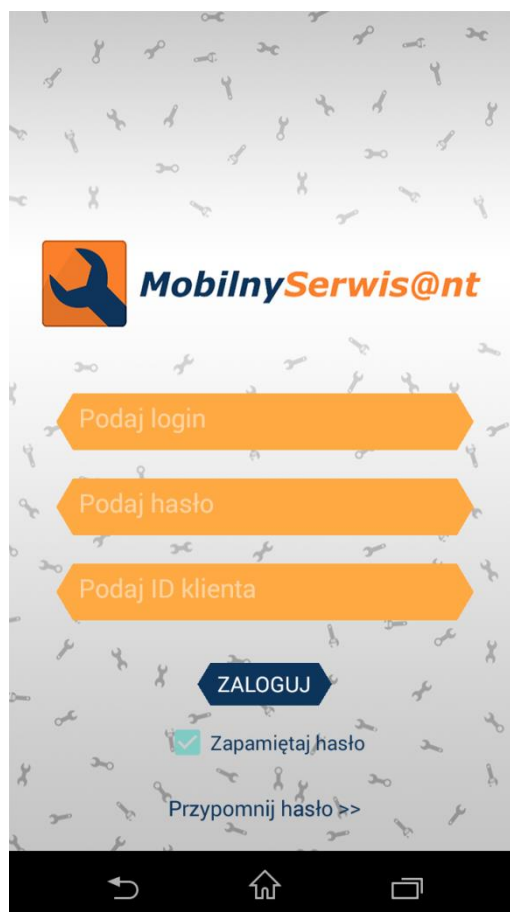 MobilnySerwis@nt
Podaj login
Podaj hasło
Podaj ID klienta
ZALOGUJ
Zapamiętaj hasło
Przypomnij hasło >>